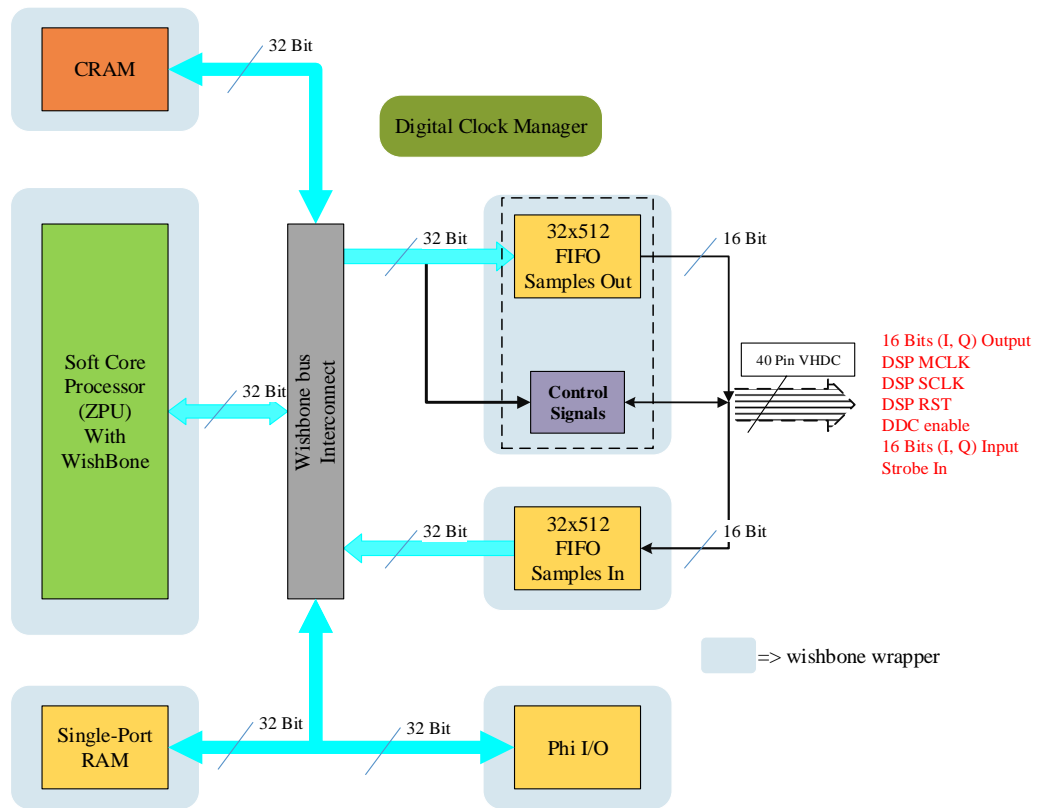 32 Bit
CRAM
Digital Clock Manager
32 Bit
32x512
FIFO
Samples Out
16 Bit
Soft Core
Processor
(ZPU)
With
WishBone
32 Bit
Wishbone bus
Interconnect
Control
Signals
40 Pin VHDC
16 Bits (I, Q) Output
DSP MCLK
DSP SCLK
DSP RST
DDC enable
16 Bits (I, Q) Input
Strobe In
32 Bit
32x512
FIFO
Samples In
16 Bit
=> wishbone wrapper
Single-Port
RAM
32 Bit
32 Bit
Phi I/O